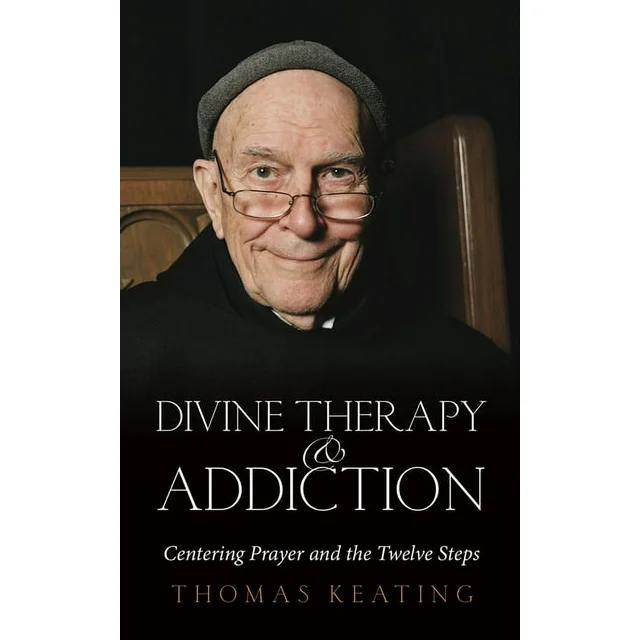 DIVINE THERAPY
&
ADDICTION
Centering Prayer and the Twelve Steps
THOMAS KEATING